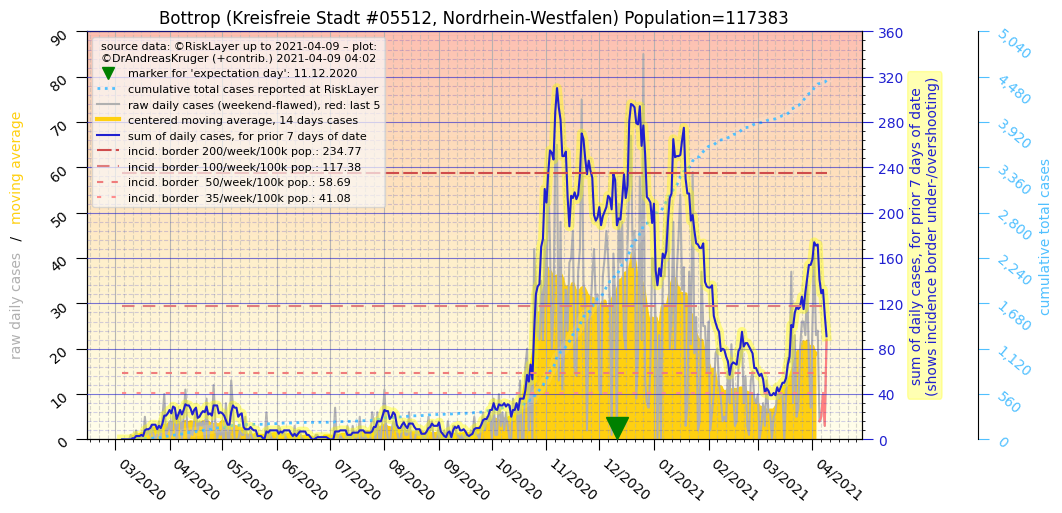 Bottrop (Kreisfreie Stadt #05512, Nordrhein-Westfalen) Population=117383
source data: ©RiskLayer up to 2021-04-09 – plot:
©DrAndreasKruger (+contrib.) 2021-04-09 04:02
marker for 'expectation day': 11.12.2020
cumulative total cases reported at RiskLayer
raw daily cases (weekend-flawed), red: last 5
centered moving average, 14 days cases
sum of daily cases, for prior 7 days of date
incid. border 200/week/100k pop.: 234.77
incid. border 100/week/100k pop.: 117.38
incid. border  50/week/100k pop.: 58.69
incid. border  35/week/100k pop.: 41.08
raw daily cases / moving average
90
80
70
60
50
40
30
20
10
0
03/2020
04/2020
05/2020
06/2020
07/2020
08/2020
09/2020
10/2020
11/2020
12/2020
01/2021
02/2021
03/2021
04/2021
360
320
280
240
200
160
120
80
40
0
sum of daily cases, for prior 7 days of date
(shows incidence border under-/overshooting)
5,040
4,480
3,920
3,360
2,800
2,240
1,680
1,120
560
0
cumulative total cases